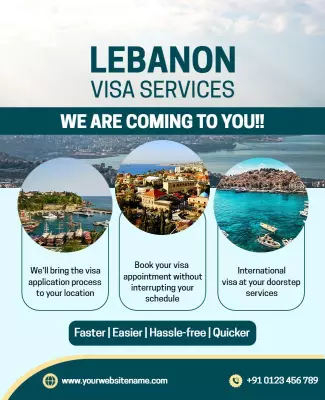 LEBANON
VISA SERVICES
WE ARE COMING TO YOU!!
We'll bring the visa
application process
to your location
Book your visa
appointment without
interrupting your
schedule
International
visa at your doorstep
services
Faster | Easier | Hassle-free | Quicker
www.yourwebsitename.com
+91 0123 456 789